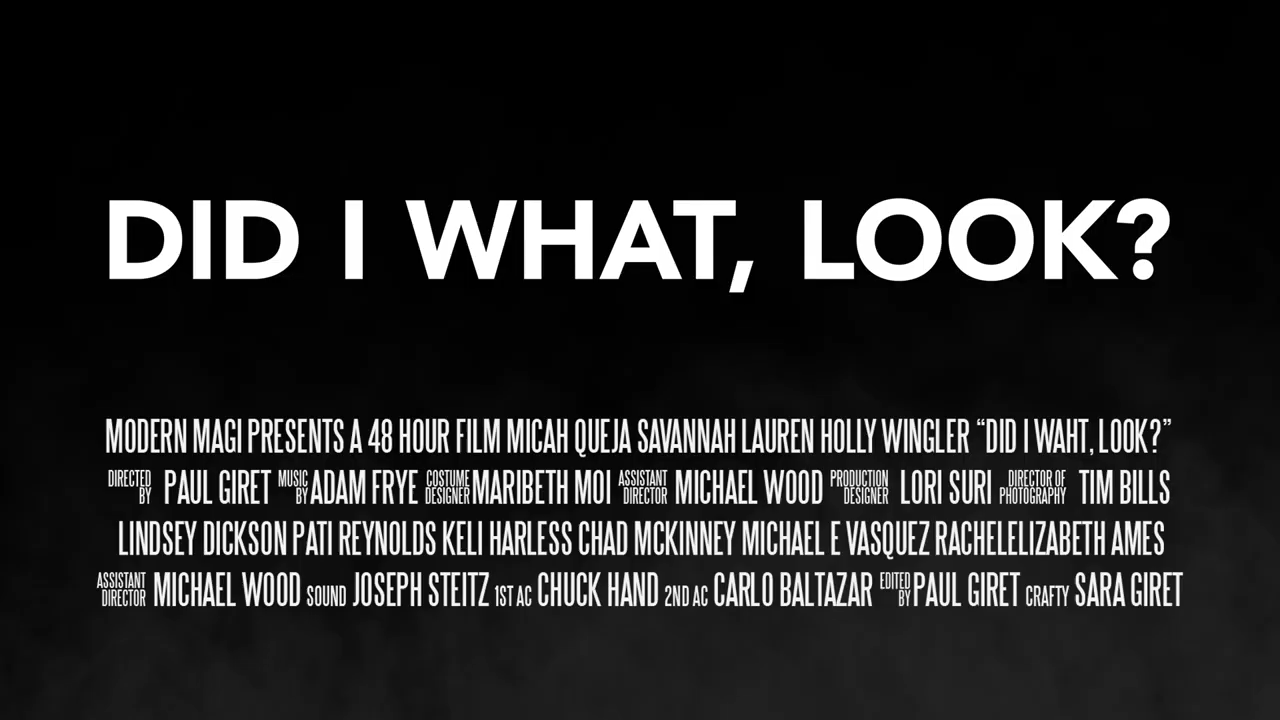 DID I WHAT, LOOK?
MODERN MAGI PRESENTS A 48 HOUR FILM MICAH QUEJA SAVANNAH LAUREN HOLLY WINGLER “DID I WAHT, LOOK?”
DIRECTED BY PAUL GIRET MUSIC BY ADAM FRYE COSTUME DESIGNER MARIBETH MOI ASSISTANT DIRECTOR MICHAEL WOOD PRODUCTION DESIGNER LORI SURI DIRECTOR OF PHOTOGRAPHY TIM BILLS
LINDSEY DICKSON PATI REYNOLDS KELI HARLESS CHAD MCKINNEY MICHAEL E VASQUEZ RACHELELIZABETH AMES
ASSISTANT DIRECTOR MICHAEL WOOD SOUND JOSEPH STEITZ 1ST AC CHUCK HAND 2ND AC CARLO BALTAZAR EDITED BY PAUL GIRET CRAFTY SARA GIRET